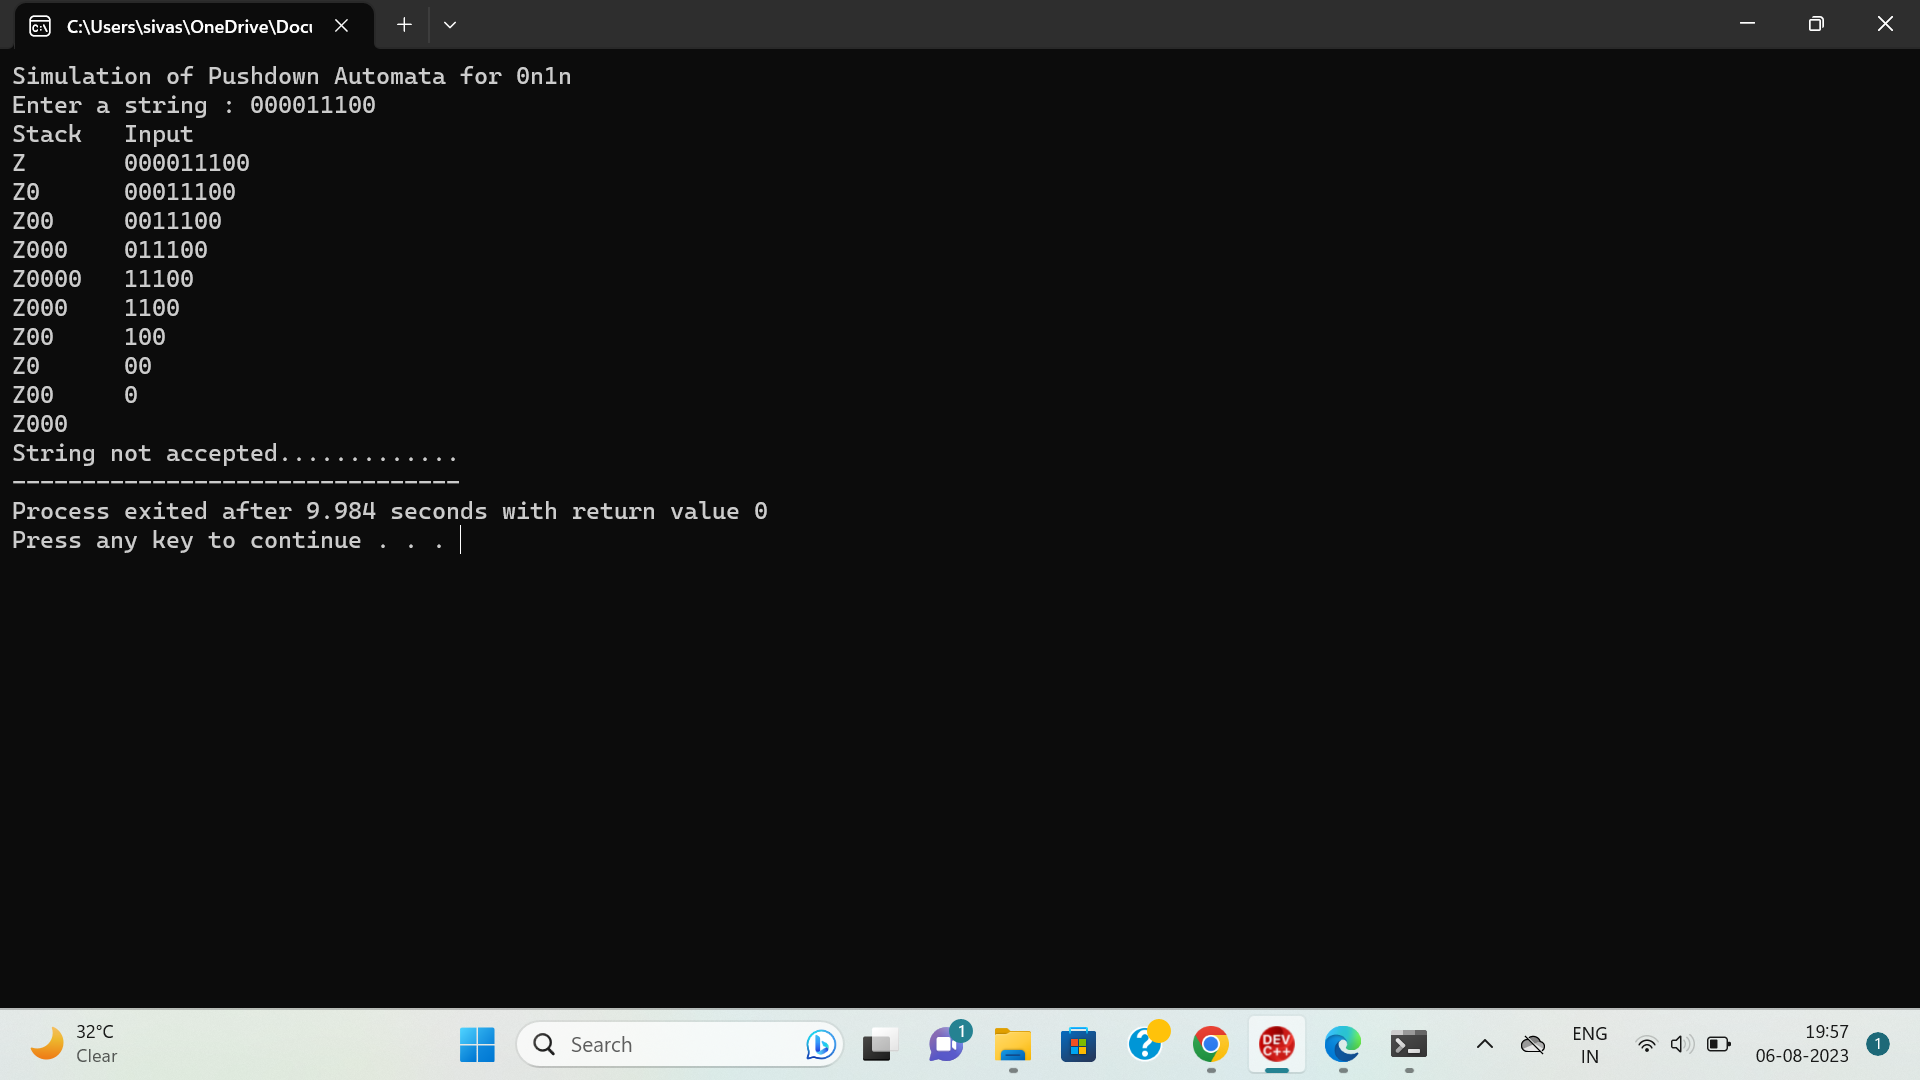 C:\Users\sivas\OneDrive\Docu
Simulation of Pushdown Automata for 0n1n
Enter a string : 000011100
Stack   Input
Z       000011100
Z0      00011100
Z00     0011100
Z000    011100
Z0000   11100
Z000    1100
Z00     100
Z0      00
Z00     0
Z000
String not accepted.............
--------------------------------
Process exited after 9.984 seconds with return value 0
Press any key to continue . . .
32°C
Clear
Search
1
DEV
C++
ENG
IN
19:57
06-08-2023
1